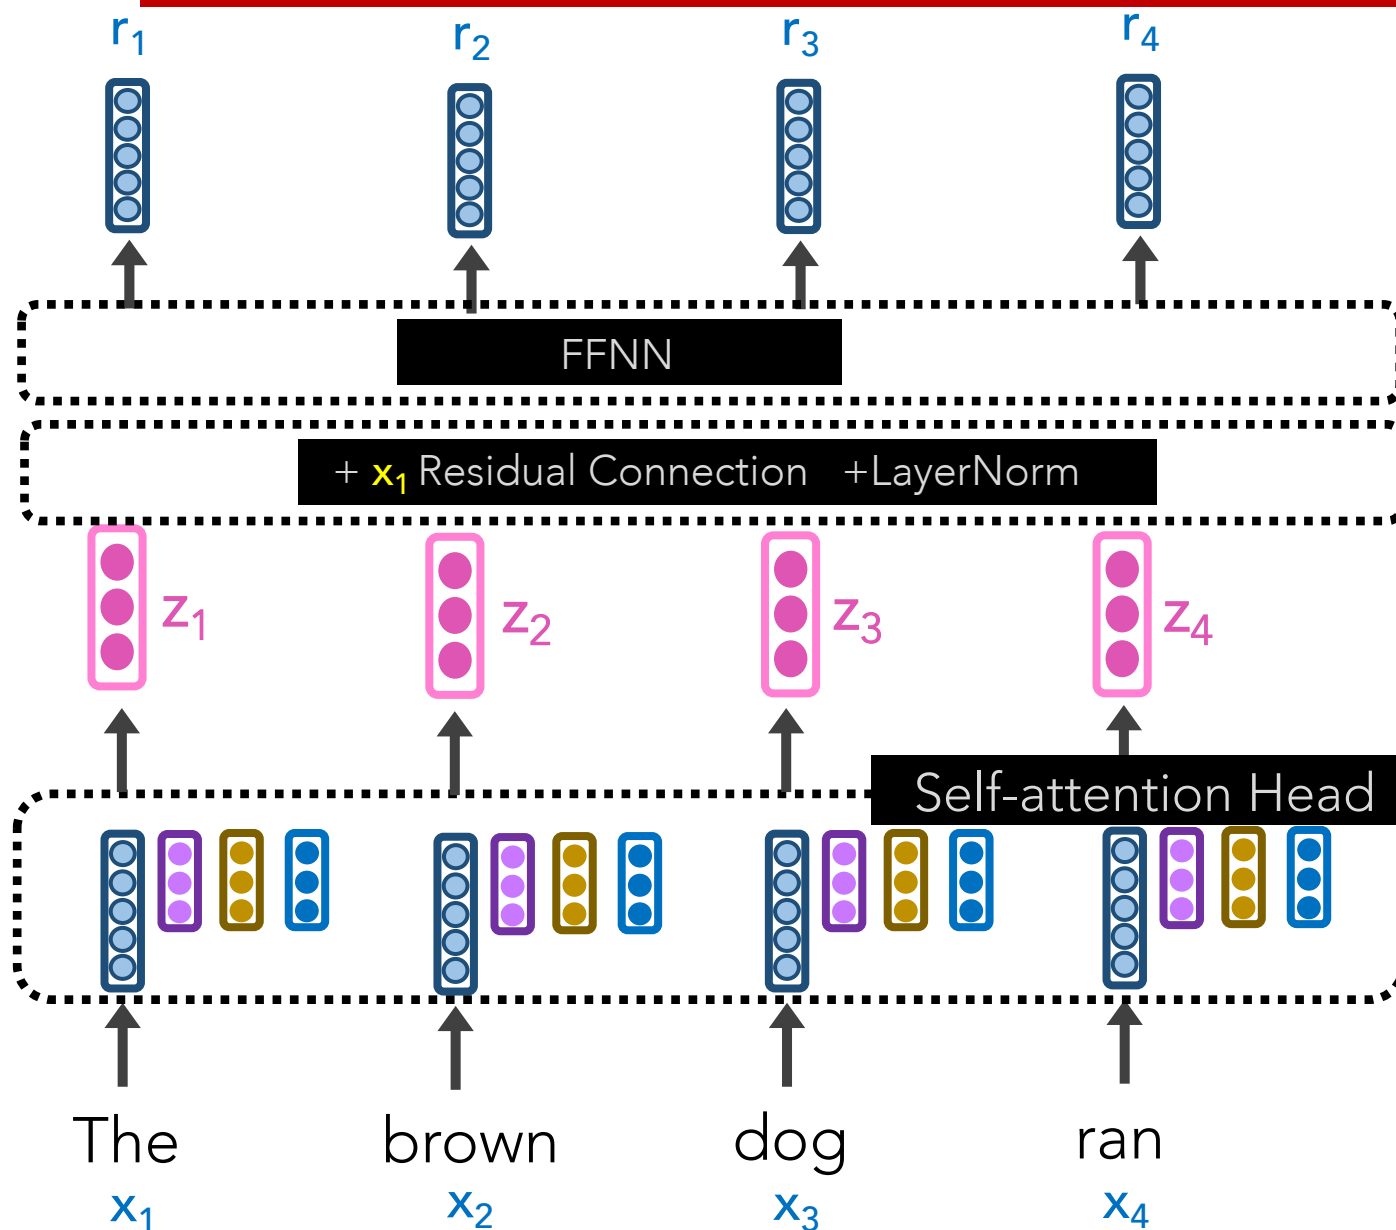 r₁ r₂ r₃ r₄
FFNN
+ x₁ Residual Connection +LayerNorm
z₁ z₂ z₃ z₄
Self-attention Head
The brown dog ran
x₁ x₂ x₃ x₄